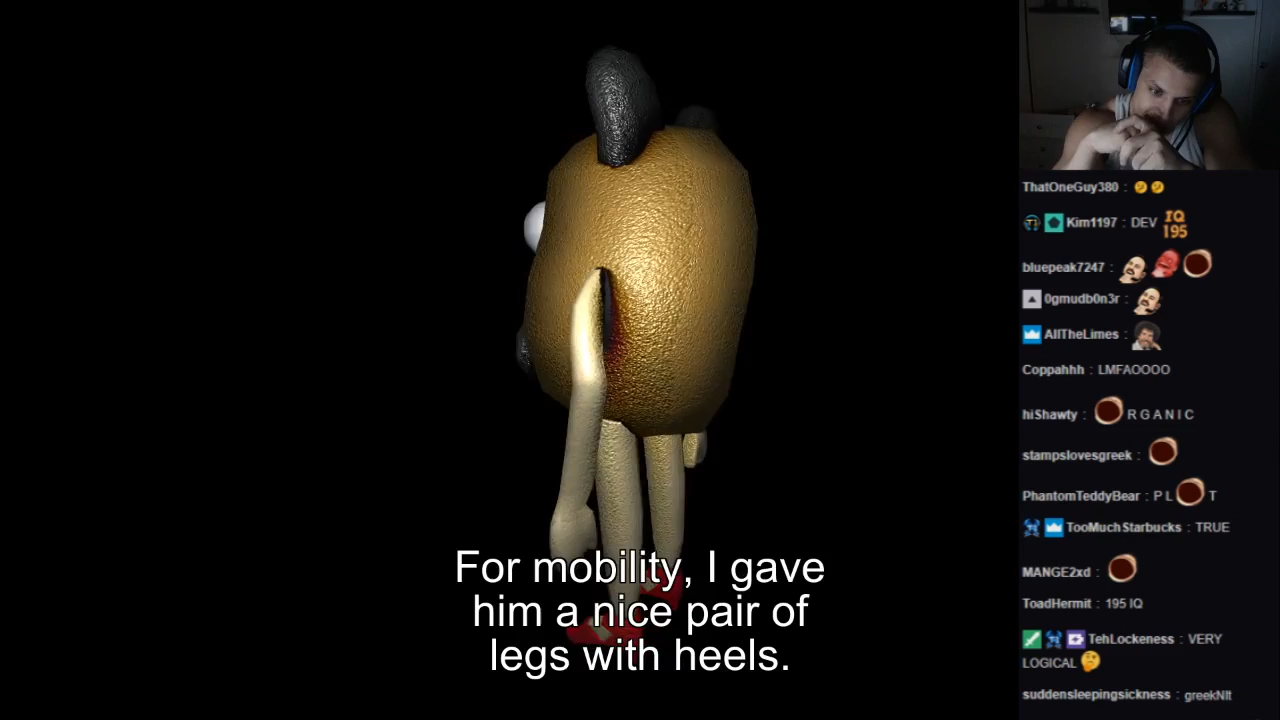 For mobility, I gave
him a nice pair of
legs with heels.
ThatOneGuy380 :
Kim1197 : DEV IQ 195
bluepeak7247 :
0gmudb0n3r :
AllTheLimes :
Coppahhh : LMFAOOOO
hiShawty : R G A N I C
stampslovesgreek :
PhantomTeddyBear : P L T
TooMuchStarbucks : TRUE
MANGE2xd :
ToadHermit : 195 IQ
TehLockeness : VERY
LOGICAL
suddensleepingsickness : greekNIt